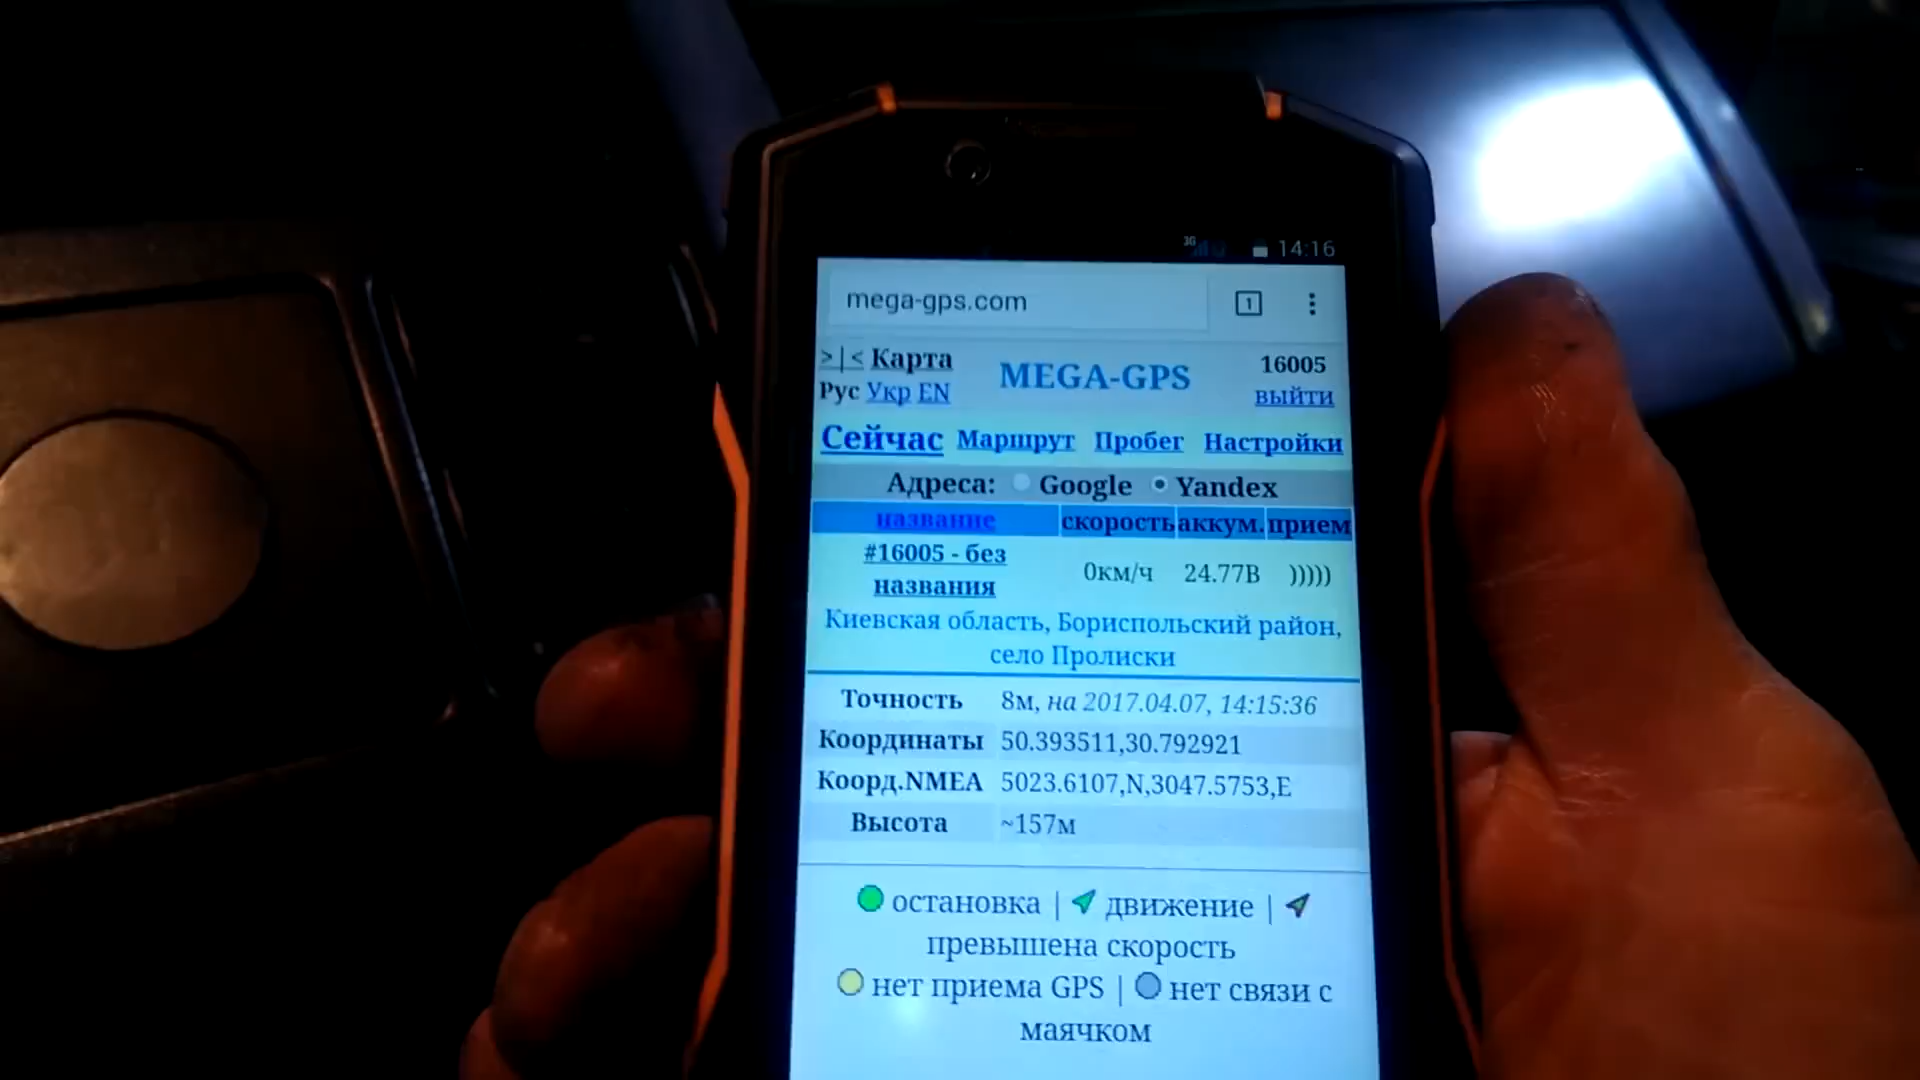 3G 14:16
mega-gps.com 1
>|< Карта MEGA-GPS 16005
Рус Укр EN выйти
Сейчас Маршрут Пробег Настройки
Адреса: Google Yandex
название скорость аккум. прием
#16005 - без
названия 0км/ч 24.77В )))))
Киевская область, Бориспольский район,
село Пролиски
Точность 8м, на 2017.04.07, 14:15:36
Координаты 50.393511,30.792921
Коорд.NMEA 5023.6107,N,3047.5753,E
Высота ~157м
остановка | движение |
превышена скорость
нет приема GPS | нет связи с
маячком